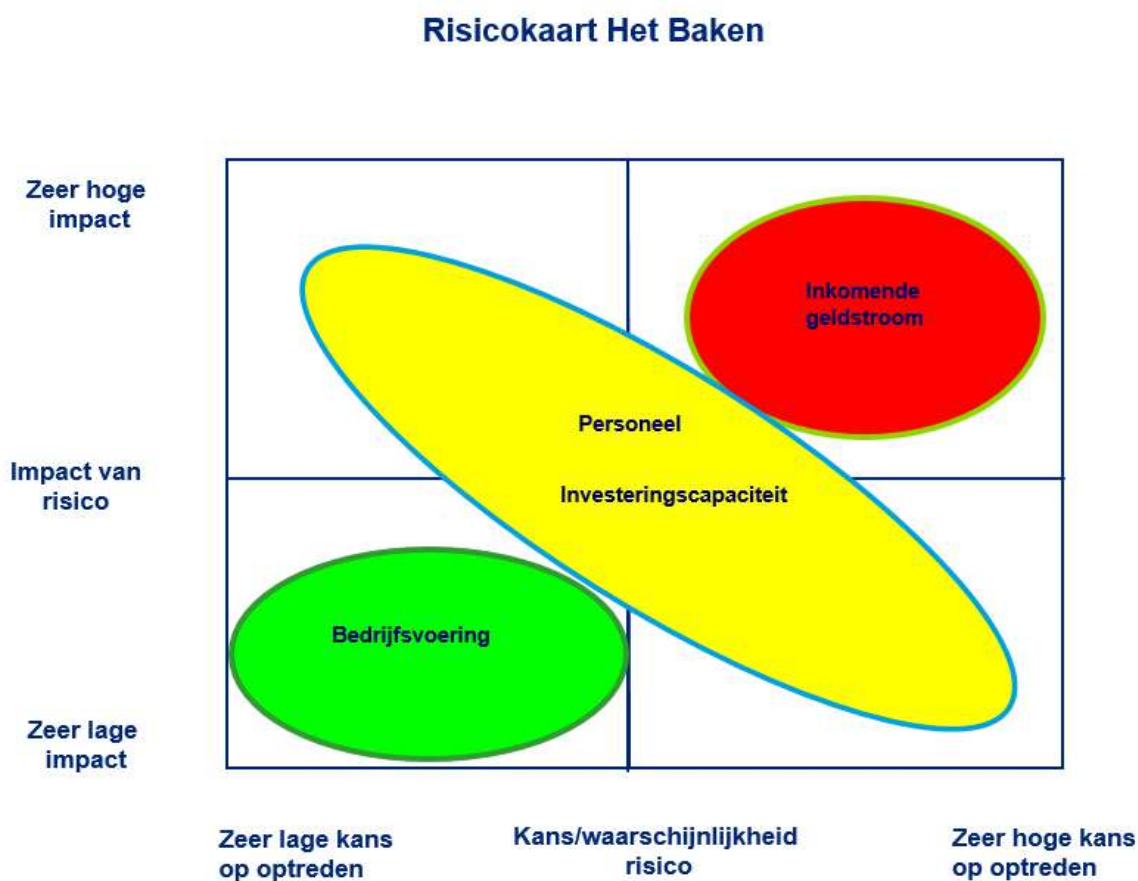 Risicokaart Het Baken
Zeer hoge
impact
Inkomende
geldstroom
Personeel
Impact van
risico
Investeringscapaciteit
Bedrijfsvoering
Zeer lage
impact
Zeer lage kans
op optreden
Kans/waarschijnlijkheid
risico
Zeer hoge kans
op optreden